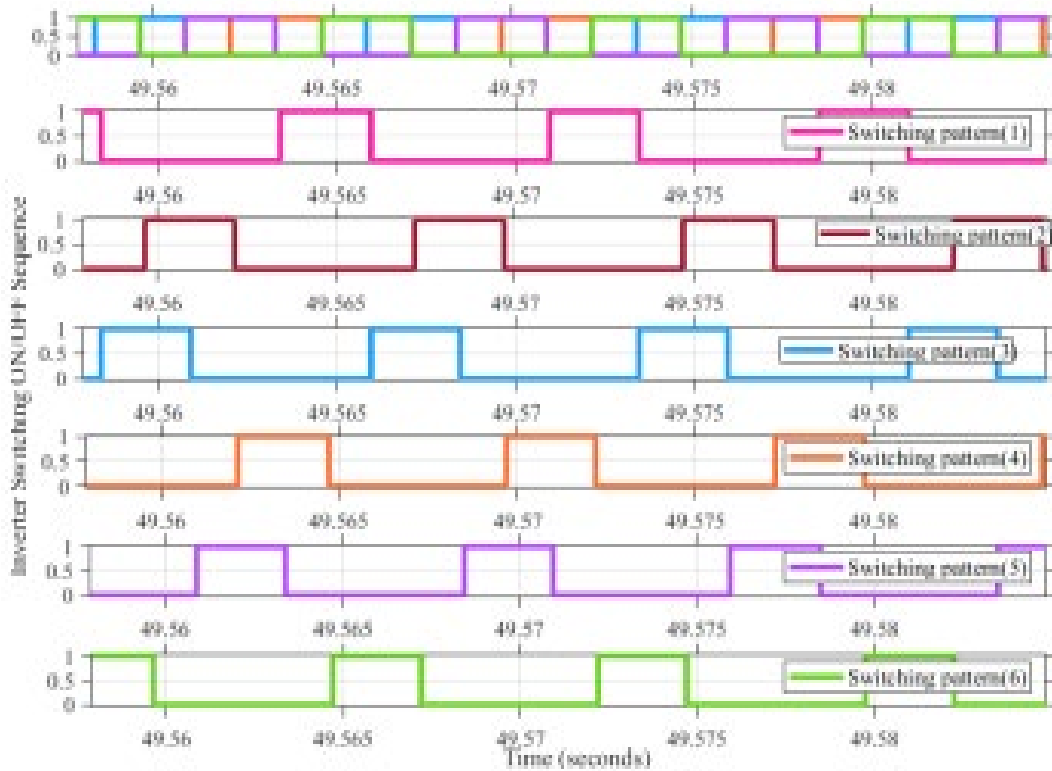 1
0.5
0
49.56 49.565 49.57 49.575 49.58
1
0.5
0
Switching pattern(1)
49.56 49.565 49.57 49.575 49.58
1
0.5
0
Switching pattern(2)
49.56 49.565 49.57 49.575 49.58
1
0.5
0
Switching pattern(3)
49.56 49.565 49.57 49.575 49.58
1
0.5
0
Switching pattern(4)
49.56 49.565 49.57 49.575 49.58
1
0.5
0
Switching pattern(5)
49.56 49.565 49.57 49.575 49.58
1
0.5
0
Switching pattern(6)
49.56 49.565 49.57 49.575 49.58
Time (seconds)
Inverter Switching ON/OFF Sequence